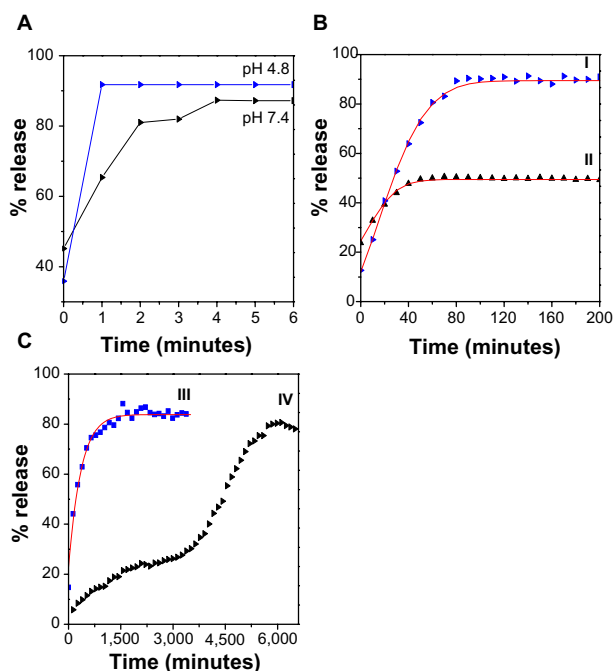 A
% release
100
80
60
40
pH 4.8
pH 7.4
0 1 2 3 4 5 6
Time (minutes)
B
% release
100
80
60
40
20
0
I
II
0 40 80 120 160 200
Time (minutes)
C
% release
100
80
60
40
20
0
III
IV
0 1,500 3,000 4,500 6,000
Time (minutes)